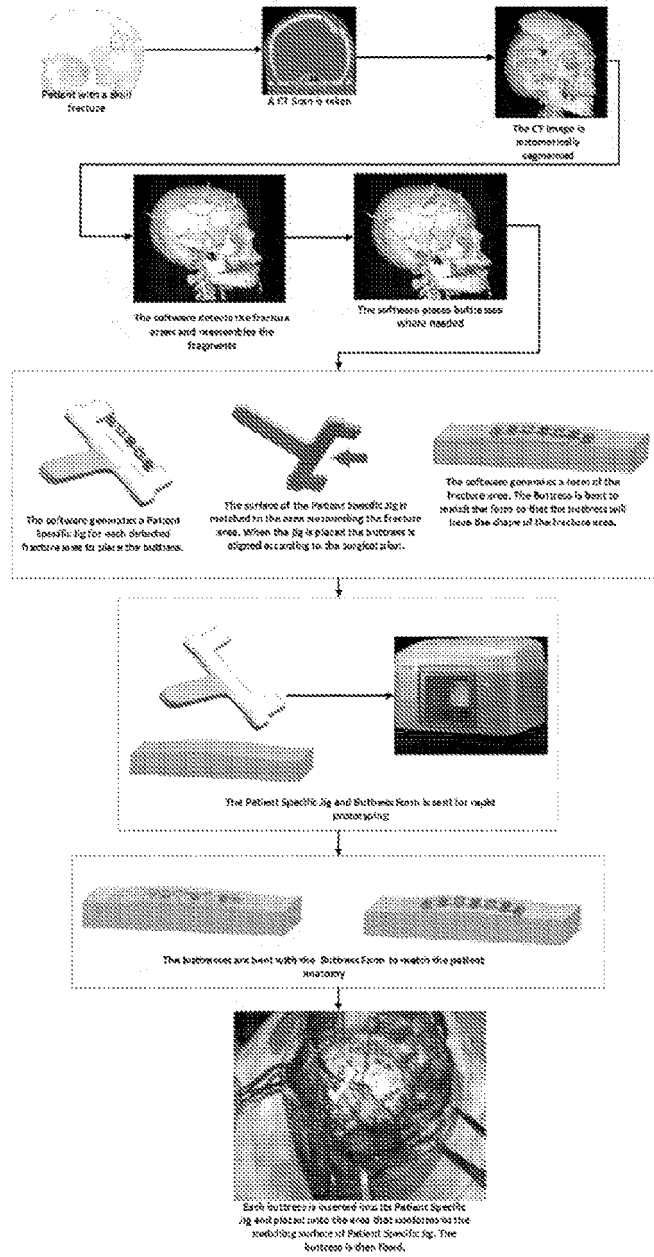 Patient with a skull
fracture
A CT Scan is taken
The CT image is
automatically
segmented
The software detects the fracture
areas and reassembles the
fragments
The software places buttresses
where needed
The software generates a Patient
Specific Jig for each detected
fracture area to place the buttress.
The surface of the Patient Specific Jig is
matched to the area surrounding the fracture
area. When the jig is placed the buttress is
aligned according to the surgical plan.
The software generates a form of the
fracture area. The Buttress is bent to
match the form so that the buttress will
have the shape of the fracture area.
The Patient Specific Jig and Buttress Form is sent for rapid
prototyping
The buttresses are bent with the Buttress Form to match the patient
anatomy
Each buttress is inserted into its Patient Specific
Jig and placed onto the area that conforms to the
matching surface of Patient Specific Jig. The
buttress is then fixed.